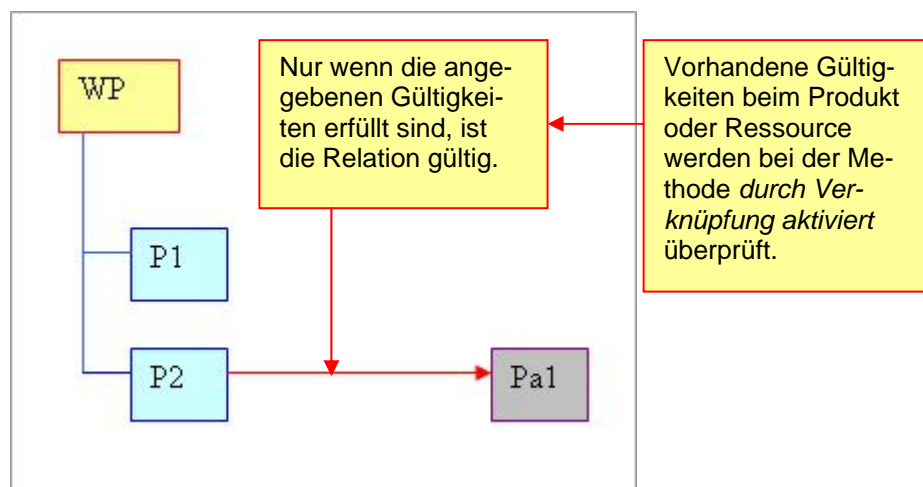 WP
Nur wenn die ange-
gebenen Gültigkei-
ten erfüllt sind, ist
die Relation gültig.
Vorhandene Gültig-
keiten beim Produkt
oder Ressource
werden bei der Me-
thode durch Ver-
knüpfung aktiviert
überprüft.
P1
P2
Pa1